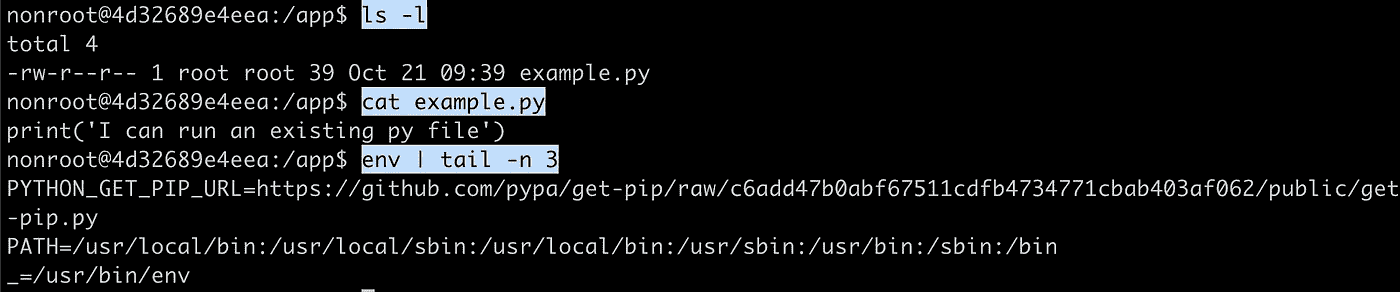 nonroot@4d32689e4eea:/app$ ls -l
total 4
-rw-r--r-- 1 root root 39 Oct 21 09:39 example.py
nonroot@4d32689e4eea:/app$ cat example.py
print('I can run an existing py file')
nonroot@4d32689e4eea:/app$ env | tail -n 3
PYTHON_GET_PIP_URL=https://github.com/pypa/get-pip/raw/c6add47b0abf67511cdfb4734771cbab403af062/public/get
-pip.py
PATH=/usr/local/bin:/usr/local/sbin:/usr/local/bin:/usr/sbin:/usr/bin:/sbin:/bin
_=/usr/bin/env